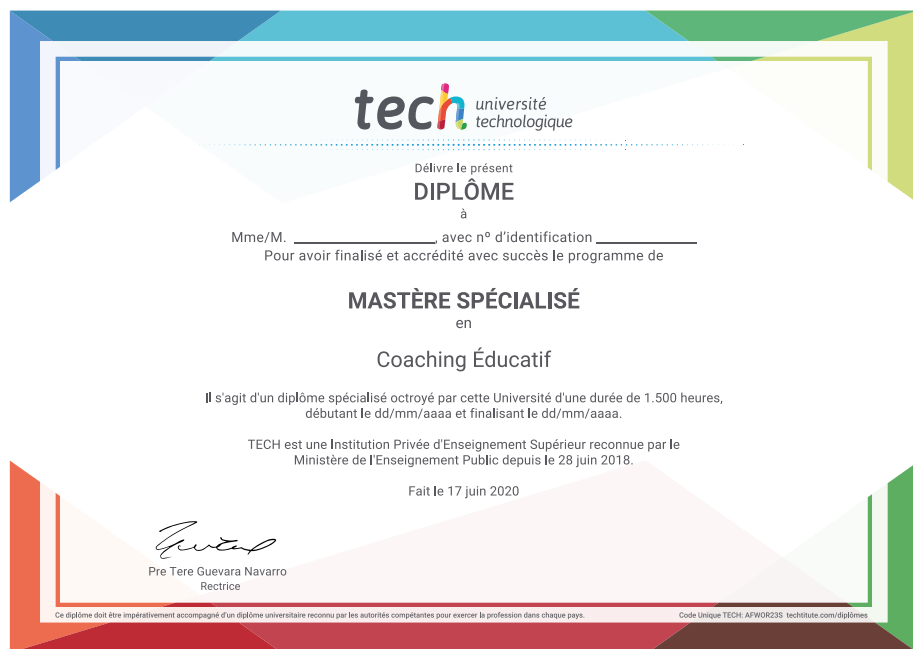 tech université
technologique
Délivre le présent
DIPLÔME
à
Mme/M. ____________, avec nº d'identification ____________
Pour avoir finalisé et accrédité avec succès le programme de
MASTÈRE SPÉCIALISÉ
en
Coaching Éducatif
Il s'agit d'un diplôme spécialisé octroyé par cette Université d'une durée de 1.500 heures,
débutant le dd/mm/aaaa et finalisant le dd/mm/aaaa.
TECH est une Institution Privée d'Enseignement Supérieur reconnue par le
Ministère de l'Enseignement Public depuis le 28 juin 2018.
Fait le 17 juin 2020
Pre Tere Guevara Navarro
Rectrice
Ce diplôme doit être impérativement accompagné d'un diplôme universitaire reconnu par les autorités compétantes pour exercer la profession dans chaque pays.
Code Unique TECH: AFWOR23S techtitute.com/diplômes